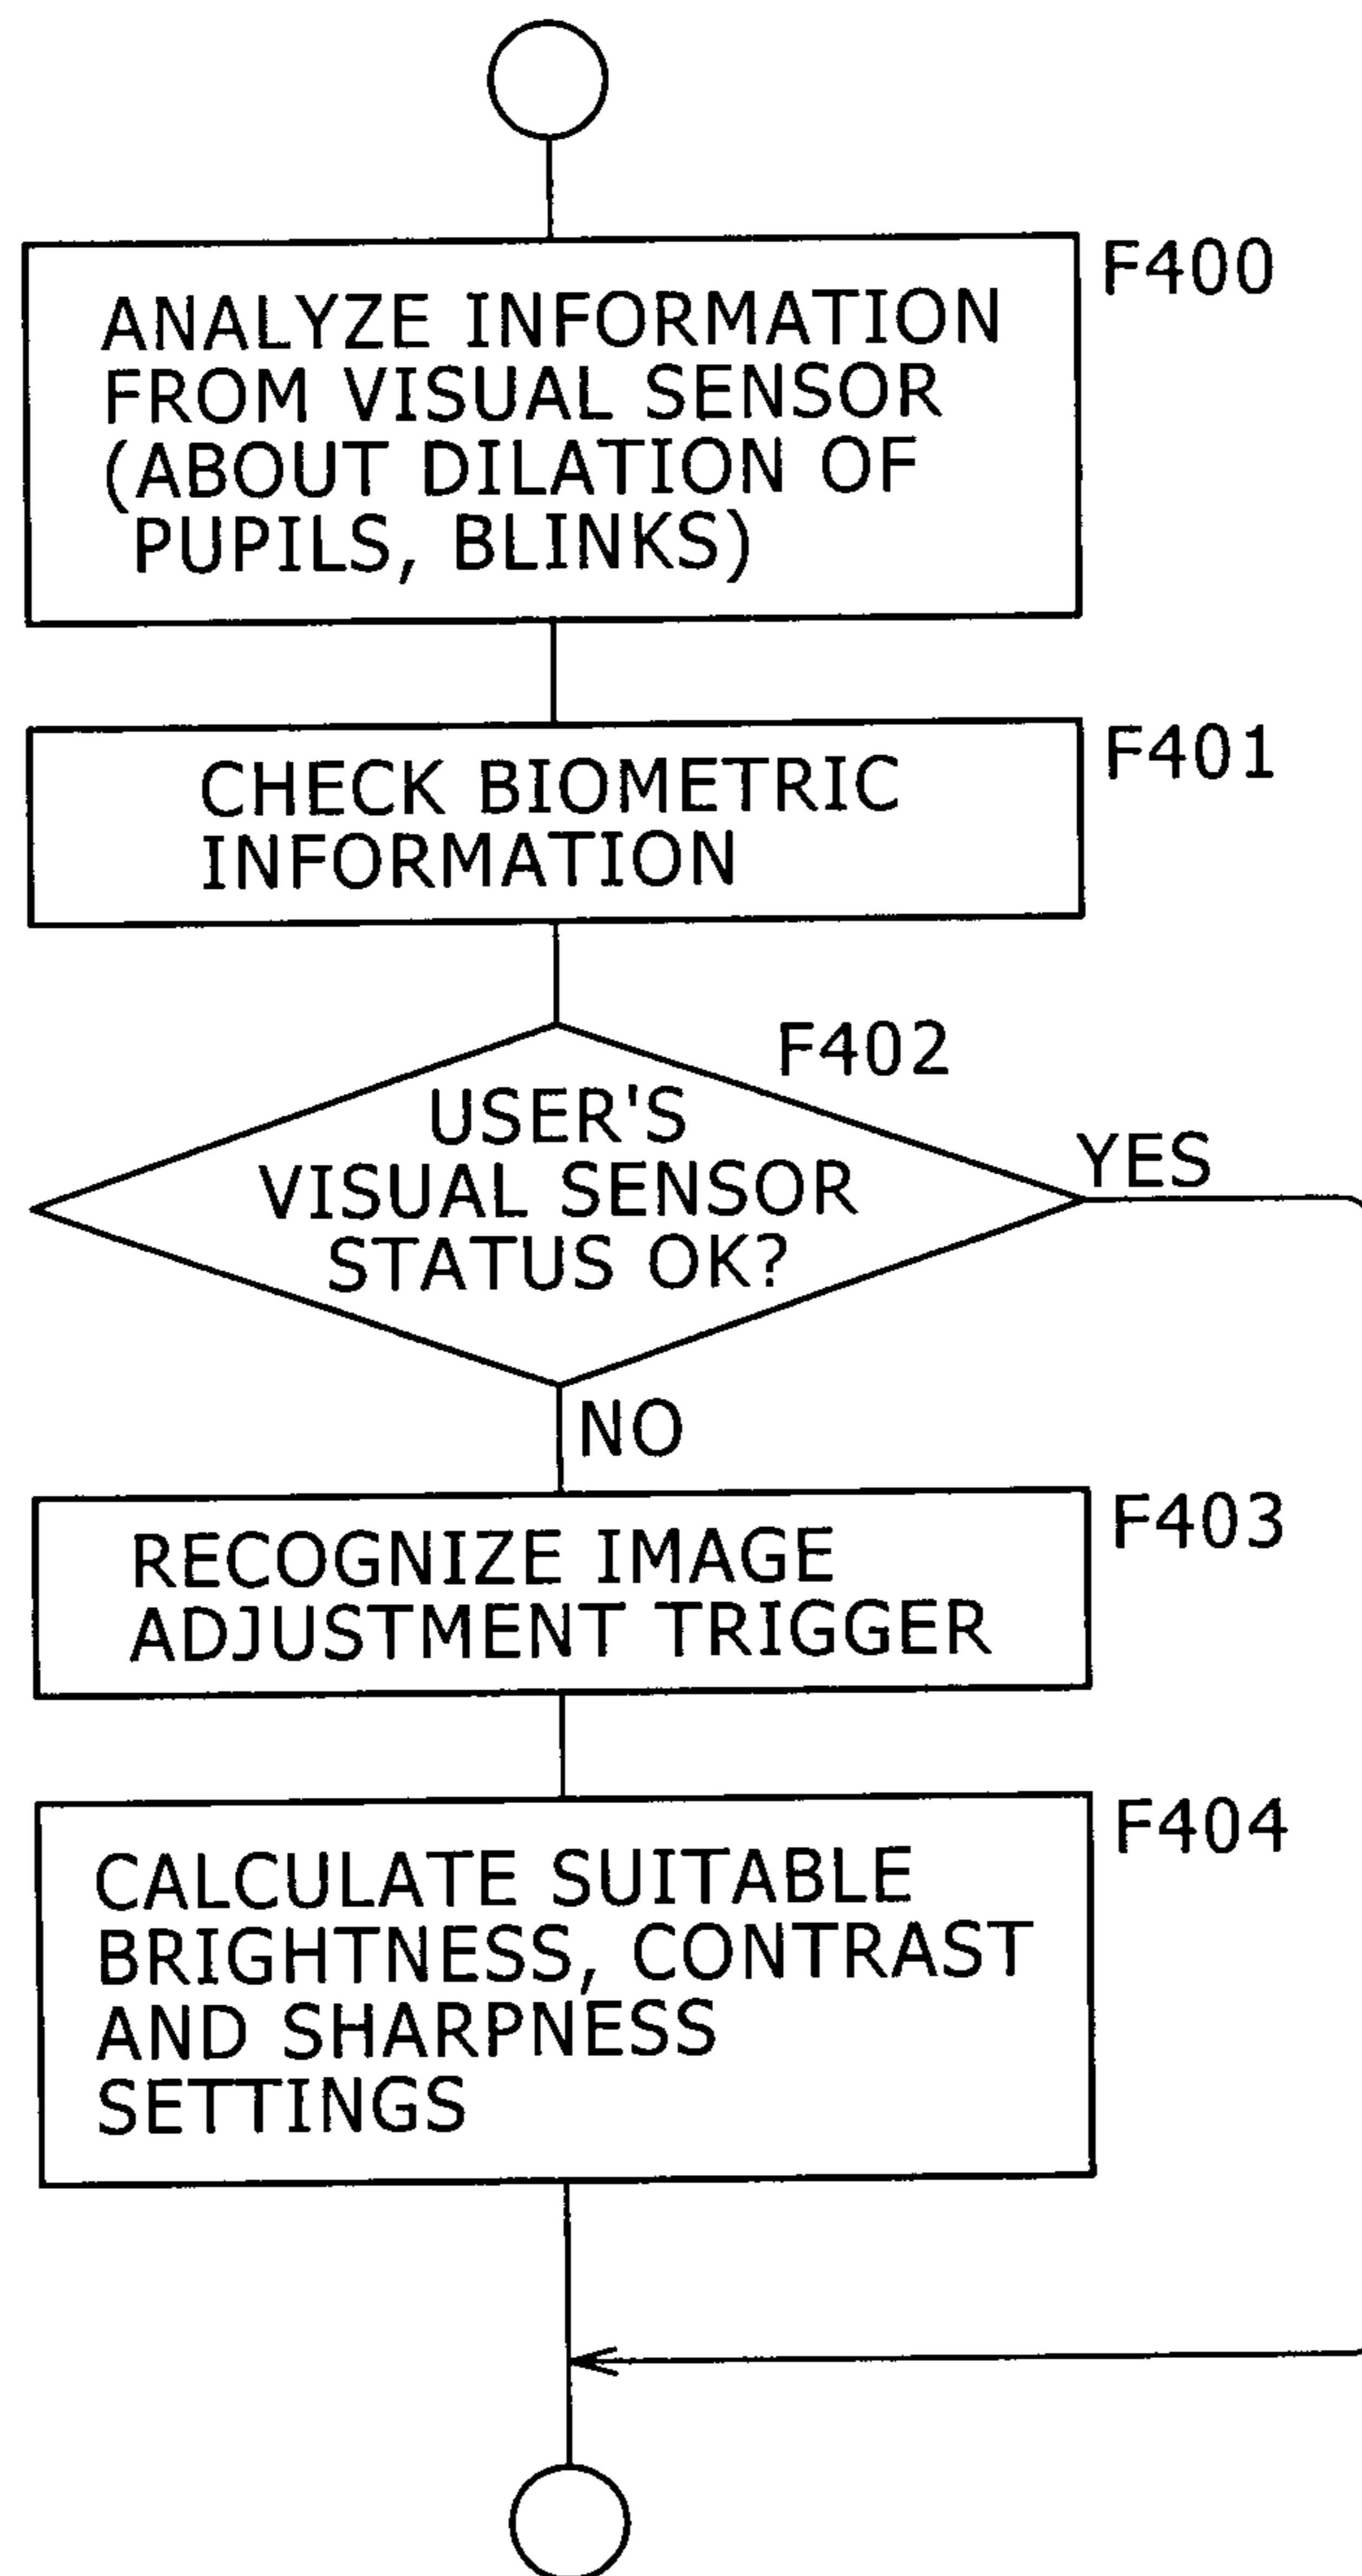 F400
ANALYZE INFORMATION
FROM VISUAL SENSOR
(ABOUT DILATION OF
PUPILS, BLINKS)
F401
CHECK BIOMETRIC
INFORMATION
F402
USER'S
VISUAL SENSOR
STATUS OK?
YES
NO
F403
RECOGNIZE IMAGE
ADJUSTMENT TRIGGER
F404
CALCULATE SUITABLE
BRIGHTNESS, CONTRAST
AND SHARPNESS
SETTINGS